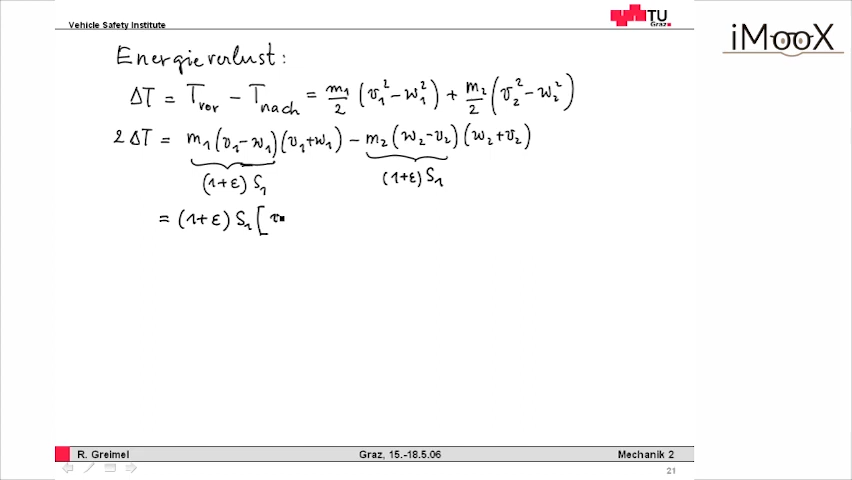 Vehicle Safety Institute
TU
Graz
iMooX
Energieverlust:
ΔT = T_vor − T_nach = m₁/2 (v₁² − w₁²) + m₂/2 (v₂² − w₂²)
2ΔT = m₁(v₁−w₁)(v₁+w₁) − m₂(w₂−v₂)(w₂+v₂)
(1+ε) S₁ (1+ε) S₁
= (1+ε) S₁ [ v
R. Greimel Graz, 15.-18.5.06 Mechanik 2
21